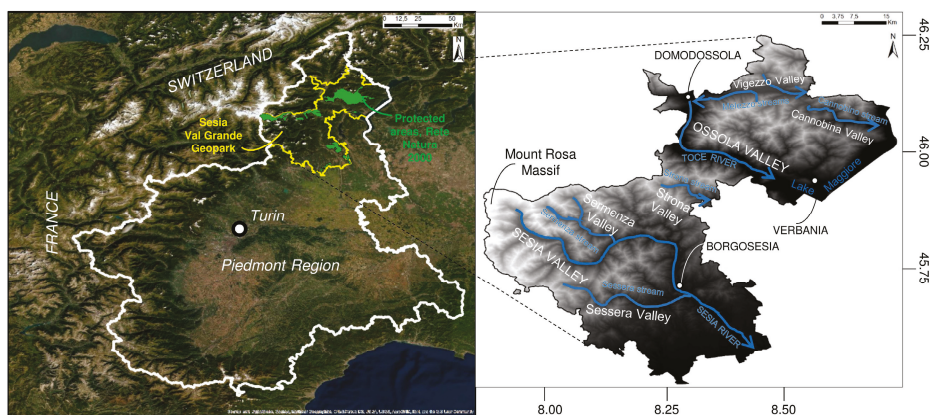 0 12.5 25 50
Km
N
SWITZERLAND
Sesia
Val Grande
Geopark
Protected
areas, Rete
Natura
2000
FRANCE
Turin
Piedmont Region
0 3.75 7.5 15
Km
N
46.25
DOMODOSSOLA
Vigezzo Valley
Cannobina Valley
OSSOLA VALLEY
TOCE RIVER
46.00
Mount Rosa
Massif
Lake Maggiore
Strona
Valley
Sermenza
Valley
VERBANIA
SESIA VALLEY
BORGOSESIA
45.75
Sessera Valley
SESIA RIVER
8.00
8.25
8.50